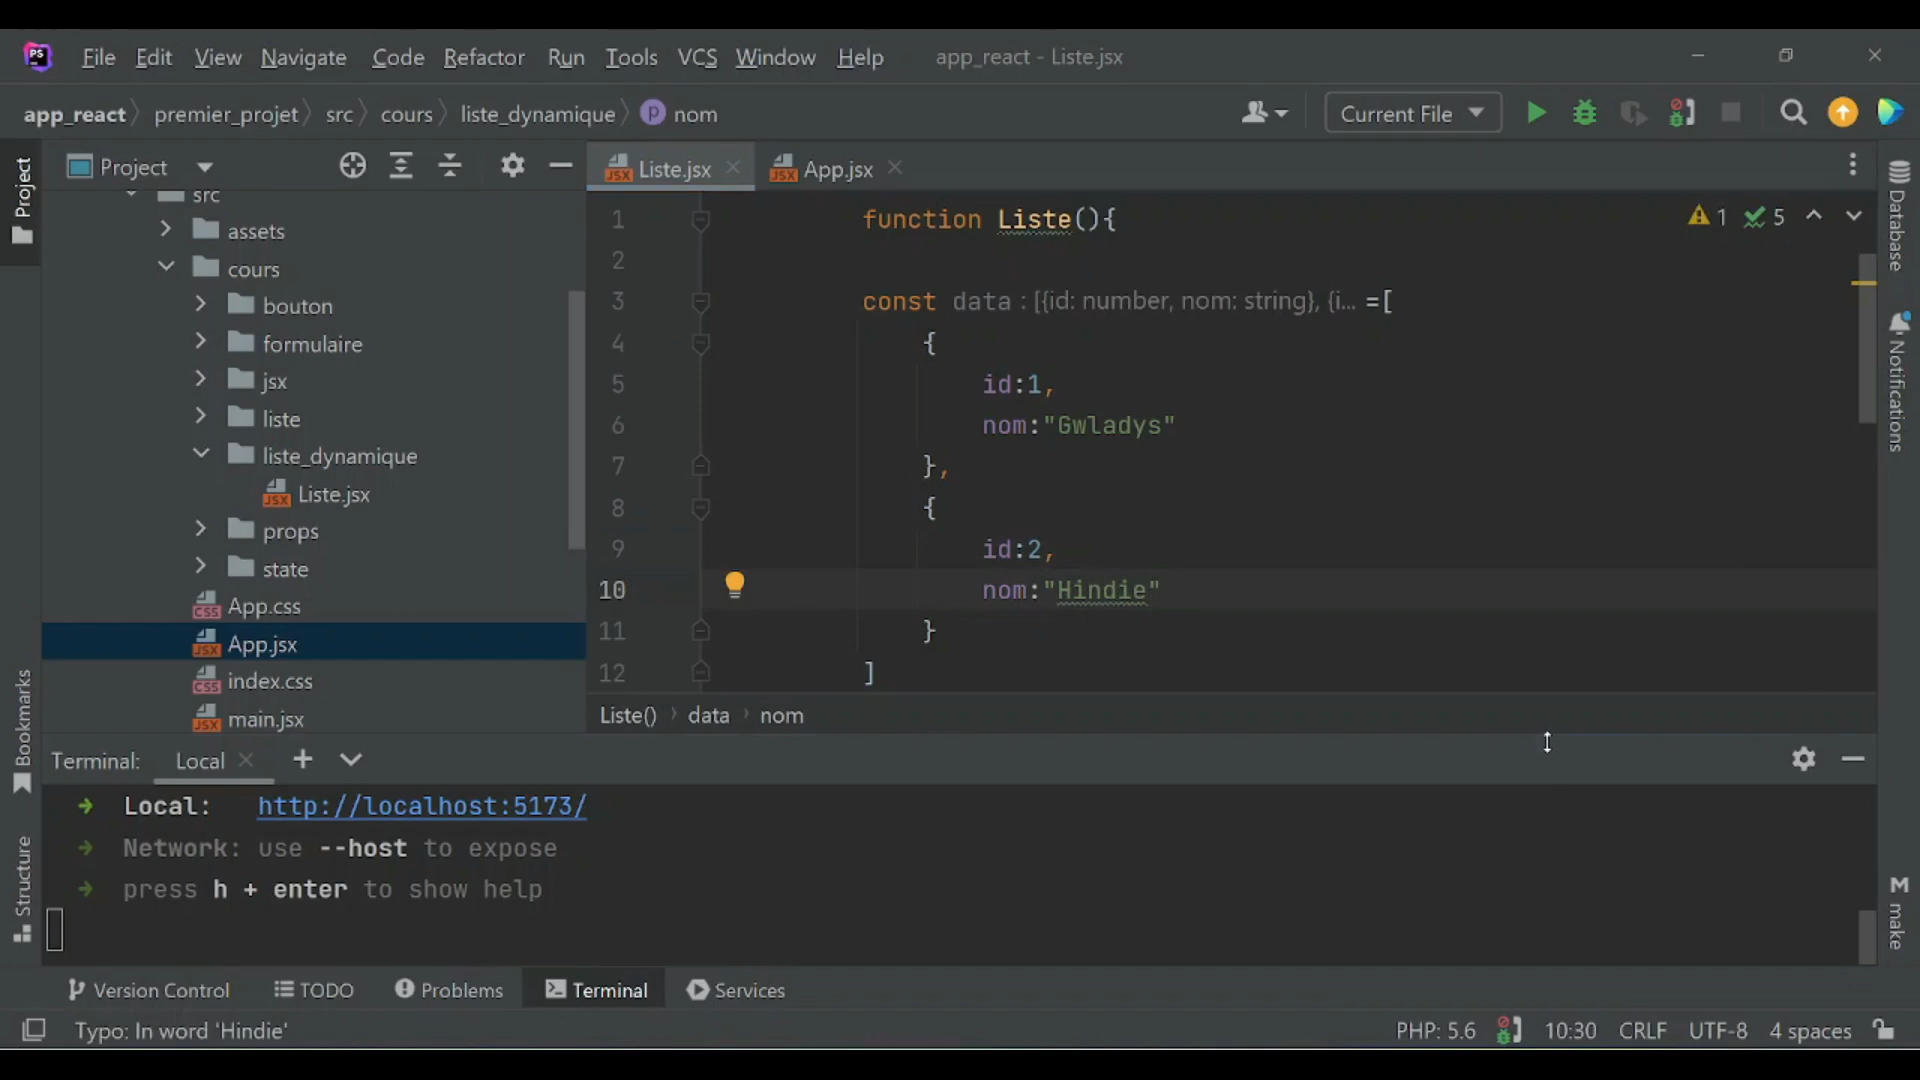 PS File Edit View Navigate Code Refactor Run Tools VCS Window Help app_react - Liste.jsx
app_react premier_projet src cours liste_dynamique p nom Current File
Project
Project
Liste.jsx App.jsx
src
assets
cours
bouton
formulaire
jsx
liste
liste_dynamique
Liste.jsx
props
state
App.css
App.jsx
index.css
main.jsx
1 function Liste(){
2
3 const data : [{id: number, nom: string}, {i... =[
4 {
5 id:1,
6 nom:"Gwladys"
7 },
8 {
9 id:2,
10 nom:"Hindie"
11 }
12 ]
1 5
Liste() data nom
Database
Notifications
make
Bookmarks
Structure
Terminal: Local
Local: http://localhost:5173/
Network: use --host to expose
press h + enter to show help
Version Control TODO Problems Terminal Services
Typo: In word 'Hindie' PHP: 5.6 10:30 CRLF UTF-8 4 spaces